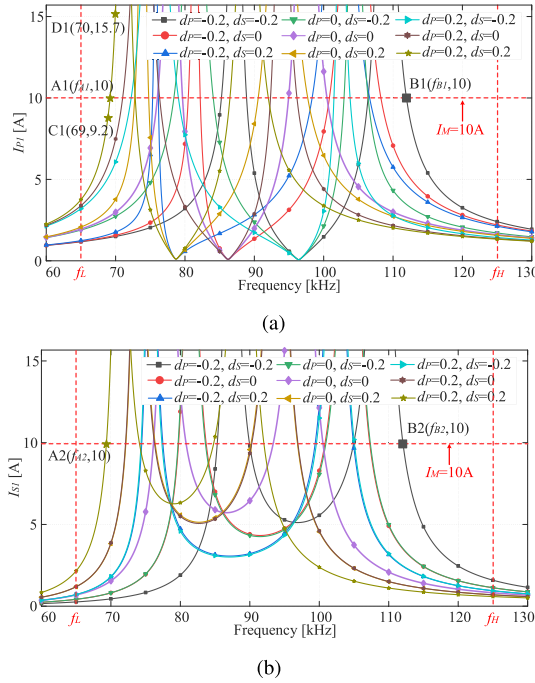 D1(70,15.7)
dP=-0.2, dS=-0.2 dP=0, dS=-0.2 dP=0.2, dS=-0.2
dP=-0.2, dS=0 dP=0, dS=0 dP=0.2, dS=0
dP=-0.2, dS=0.2 dP=0, dS=0.2 dP=0.2, dS=0.2
15
A1(fA1,10)
B1(fB1,10)
10
C1(69,9.2)
IM=10A
IP1 [A]
5
0
60 70 80 90 100 110 120 130
fL Frequency [kHz] fH
(a)
15
dP=-0.2, dS=-0.2 dP=0, dS=-0.2 dP=0.2, dS=-0.2
dP=-0.2, dS=0 dP=0, dS=0 dP=0.2, dS=0
dP=-0.2, dS=0.2 dP=0, dS=0.2 dP=0.2, dS=0.2
B2(fB2,10)
10
A2(fA2,10)
IM=10A
IS1 [A]
5
0
60 70 80 90 100 110 120 130
fL Frequency [kHz] fH
(b)